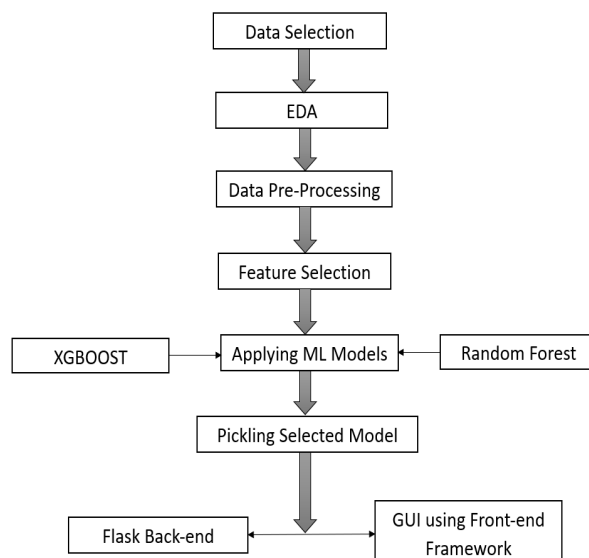 Data Selection
EDA
Data Pre-Processing
Feature Selection
XGBOOST
Applying ML Models
Random Forest
Pickling Selected Model
Flask Back-end
GUI using Front-end
Framework